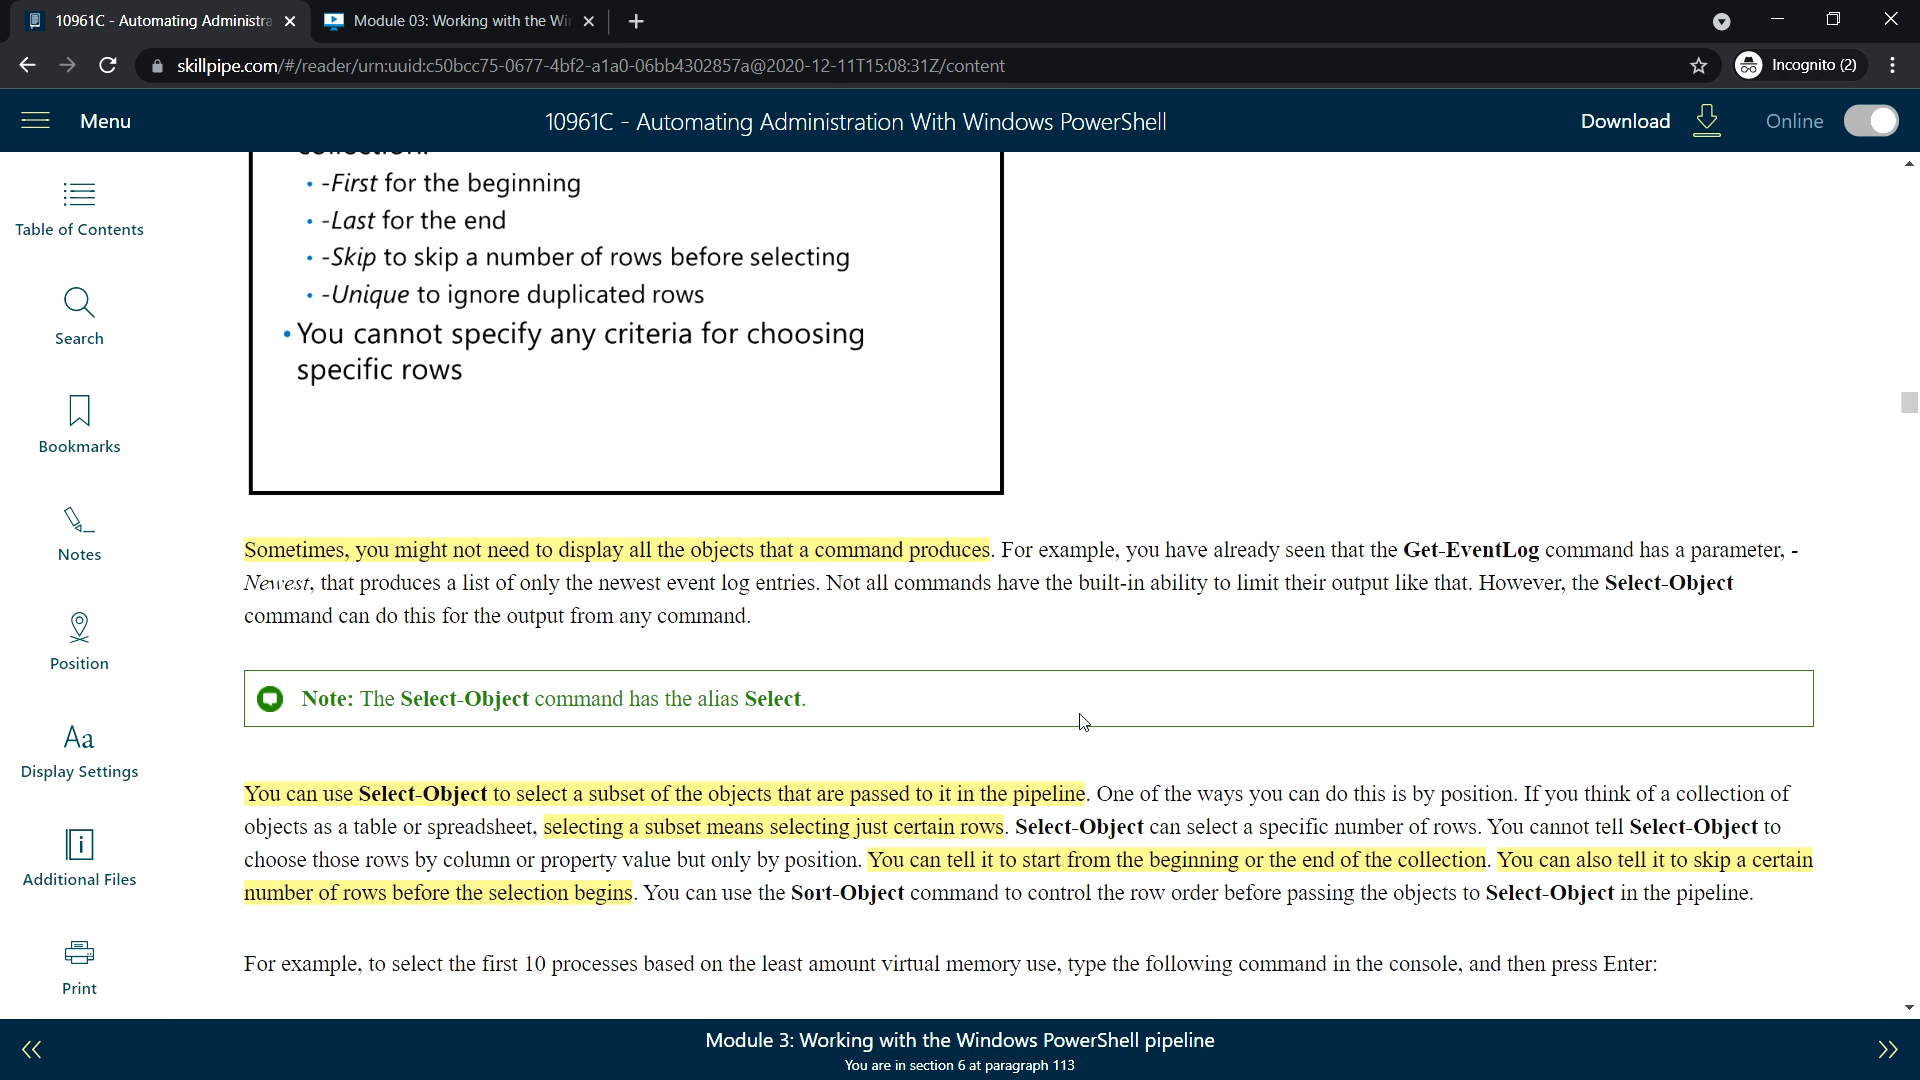 10961C - Automating Administra
Module 03: Working with the Wi
skillpipe.com/#/reader/urn:uuid:c50bcc75-0677-4bf2-a1a0-06bb4302857a@2020-12-11T15:08:31Z/content
Incognito (2)
Menu
10961C - Automating Administration With Windows PowerShell
Download
Online
Table of Contents
Search
Bookmarks
Notes
Position
Aa
Display Settings
Additional Files
Print
• -First for the beginning
• -Last for the end
• -Skip to skip a number of rows before selecting
• -Unique to ignore duplicated rows
• You cannot specify any criteria for choosing
specific rows
Sometimes, you might not need to display all the objects that a command produces. For example, you have already seen that the Get-EventLog command has a parameter, -
Newest, that produces a list of only the newest event log entries. Not all commands have the built-in ability to limit their output like that. However, the Select-Object
command can do this for the output from any command.
Note: The Select-Object command has the alias Select.
You can use Select-Object to select a subset of the objects that are passed to it in the pipeline. One of the ways you can do this is by position. If you think of a collection of
objects as a table or spreadsheet, selecting a subset means selecting just certain rows. Select-Object can select a specific number of rows. You cannot tell Select-Object to
choose those rows by column or property value but only by position. You can tell it to start from the beginning or the end of the collection. You can also tell it to skip a certain
number of rows before the selection begins. You can use the Sort-Object command to control the row order before passing the objects to Select-Object in the pipeline.
For example, to select the first 10 processes based on the least amount virtual memory use, type the following command in the console, and then press Enter:
Module 3: Working with the Windows PowerShell pipeline
You are in section 6 at paragraph 113